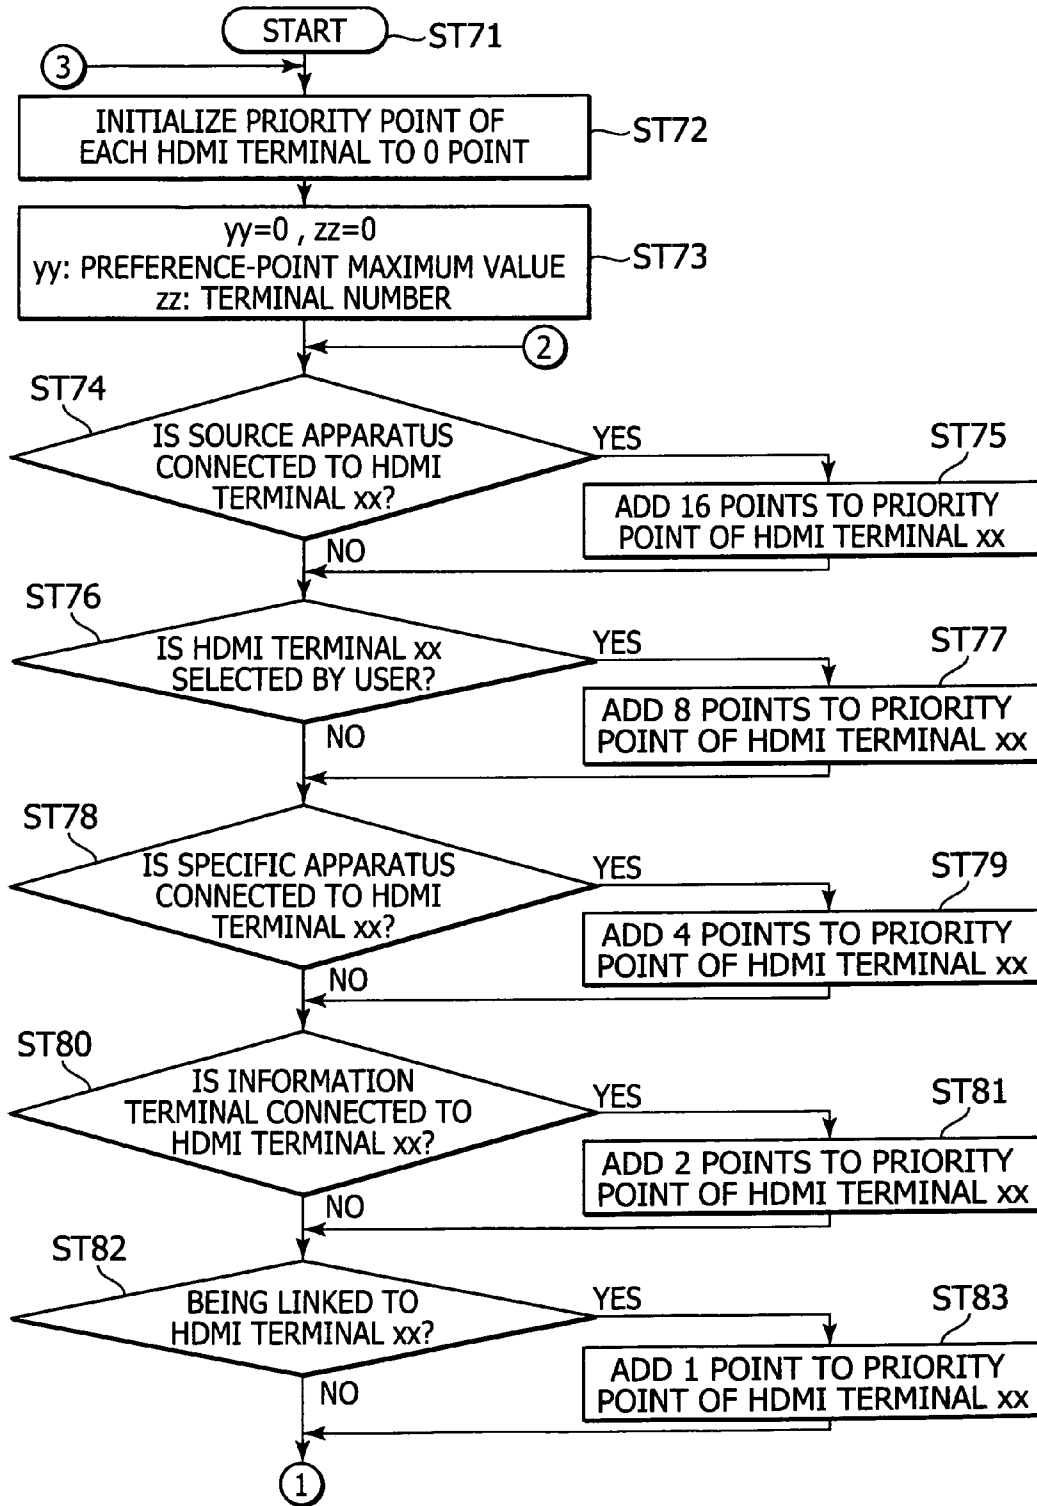 START
ST71
3
INITIALIZE PRIORITY POINT OF
EACH HDMI TERMINAL TO 0 POINT
ST72
yy=0 , zz=0
yy: PREFERENCE-POINT MAXIMUM VALUE
zz: TERMINAL NUMBER
ST73
2
ST74
IS SOURCE APPARATUS
CONNECTED TO HDMI
TERMINAL xx?
YES
ST75
ADD 16 POINTS TO PRIORITY
POINT OF HDMI TERMINAL xx
NO
ST76
IS HDMI TERMINAL xx
SELECTED BY USER?
YES
ST77
ADD 8 POINTS TO PRIORITY
POINT OF HDMI TERMINAL xx
NO
ST78
IS SPECIFIC APPARATUS
CONNECTED TO HDMI
TERMINAL xx?
YES
ST79
ADD 4 POINTS TO PRIORITY
POINT OF HDMI TERMINAL xx
NO
ST80
IS INFORMATION
TERMINAL CONNECTED TO
HDMI TERMINAL xx?
YES
ST81
ADD 2 POINTS TO PRIORITY
POINT OF HDMI TERMINAL xx
NO
ST82
BEING LINKED TO
HDMI TERMINAL xx?
YES
ST83
ADD 1 POINT TO PRIORITY
POINT OF HDMI TERMINAL xx
NO
1